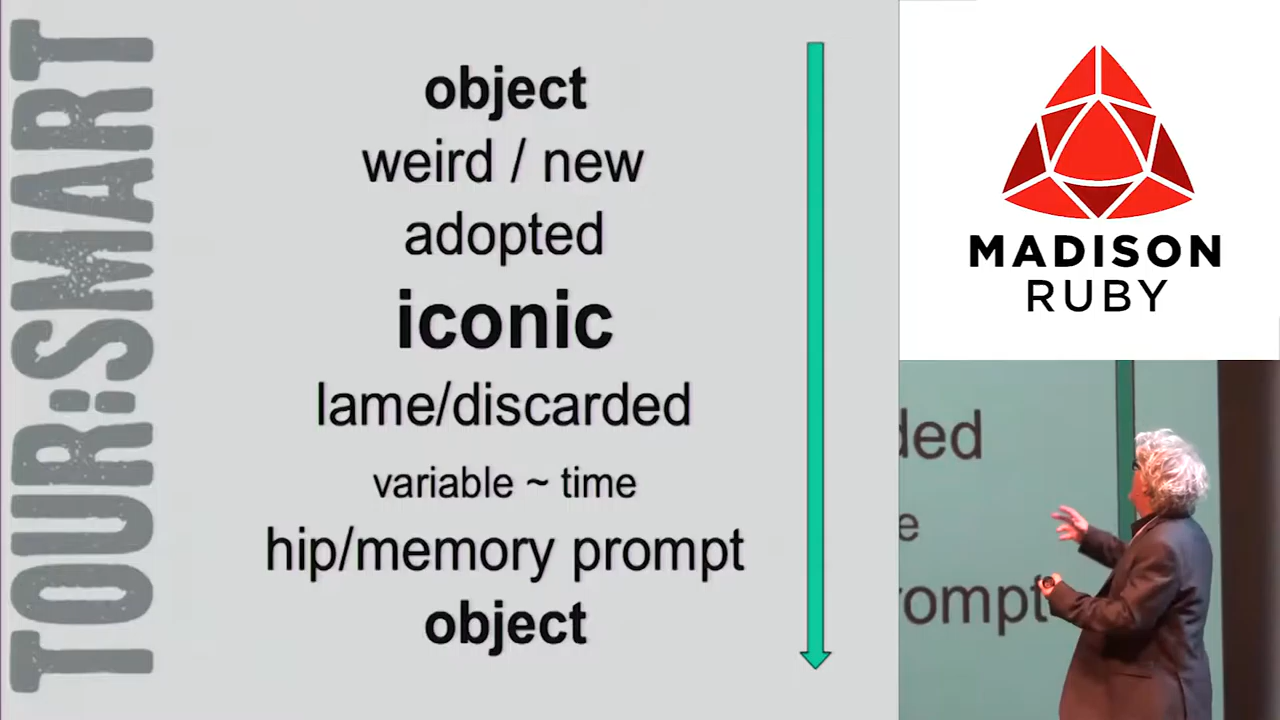 TOUR:SMART
object
weird / new
adopted
iconic
lame/discarded
variable ~ time
hip/memory prompt
object
MADISON
RUBY
ded
e
rompt